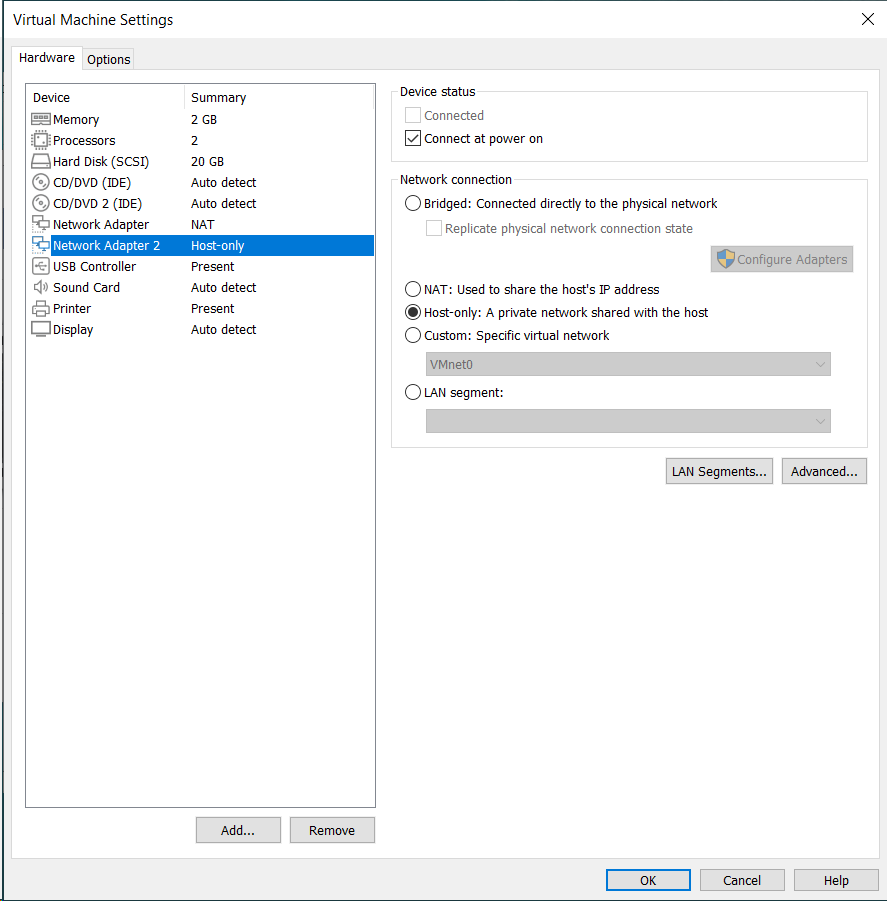 Virtual Machine Settings
Hardware
Options
Device Summary
Memory 2 GB
Processors 2
Hard Disk (SCSI) 20 GB
CD/DVD (IDE) Auto detect
CD/DVD 2 (IDE) Auto detect
Network Adapter NAT
Network Adapter 2 Host-only
USB Controller Present
Sound Card Auto detect
Printer Present
Display Auto detect
Add...
Remove
Device status
Connected
Connect at power on
Network connection
Bridged: Connected directly to the physical network
Replicate physical network connection state
Configure Adapters
NAT: Used to share the host's IP address
Host-only: A private network shared with the host
Custom: Specific virtual network
VMnet0
LAN segment:
LAN Segments...
Advanced...
OK
Cancel
Help